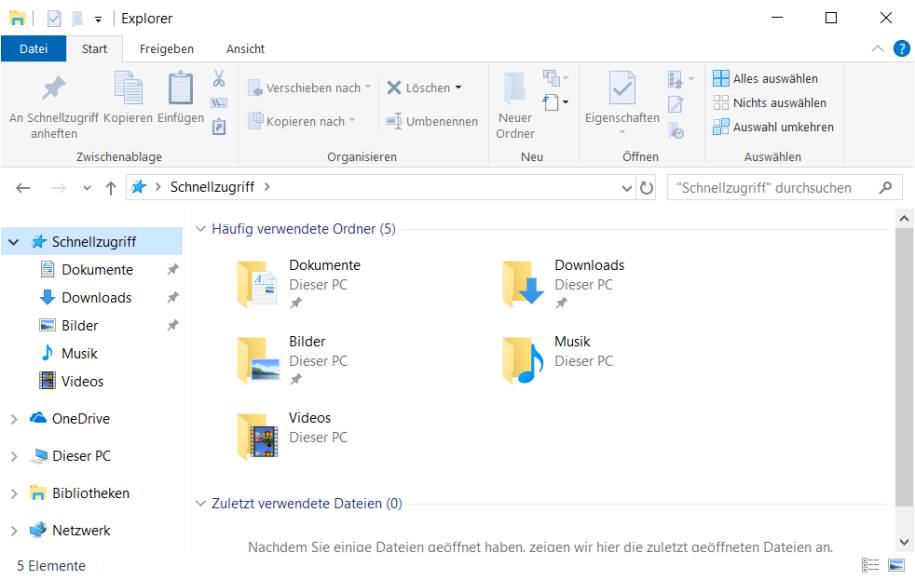 Explorer
Datei Start Freigeben Ansicht
An Schnellzugriff anheften
Kopieren
Einfügen
Zwischenablage
Verschieben nach
Kopieren nach
Löschen
Umbenennen
Organisieren
Neuer
Ordner
Neu
Eigenschaften
Öffnen
Alles auswählen
Nichts auswählen
Auswahl umkehren
Auswählen
Schnellzugriff
"Schnellzugriff" durchsuchen
Schnellzugriff
Dokumente
Downloads
Bilder
Musik
Videos
OneDrive
Dieser PC
Bibliotheken
Netzwerk
Häufig verwendete Ordner (5)
Dokumente
Dieser PC
Downloads
Dieser PC
Bilder
Dieser PC
Musik
Dieser PC
Videos
Dieser PC
Zuletzt verwendete Dateien (0)
Nachdem Sie einige Dateien geöffnet haben, zeigen wir hier die zuletzt geöffneten Dateien an.
5 Elemente